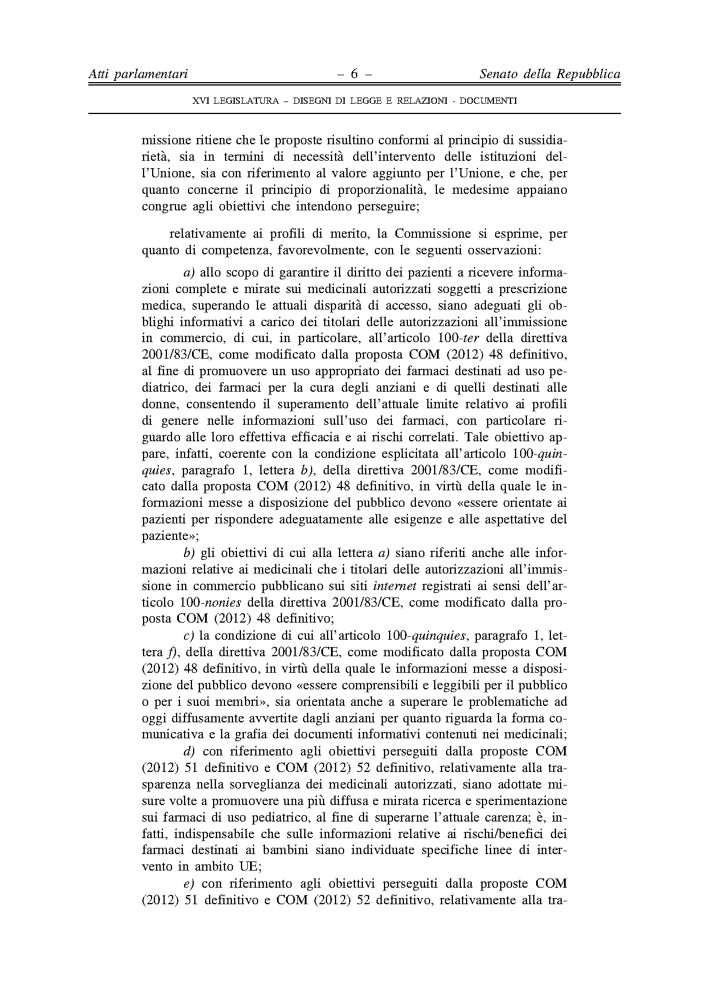 Atti parlamentari – 6 – Senato della Repubblica
XVI LEGISLATURA – DISEGNI DI LEGGE E RELAZIONI - DOCUMENTI
missione ritiene che le proposte risultino conformi al principio di sussidia-
rietà, sia in termini di necessità dell’intervento delle istituzioni del-
l’Unione, sia con riferimento al valore aggiunto per l’Unione, e che, per
quanto concerne il principio di proporzionalità, le medesime appaiano
congrue agli obiettivi che intendono perseguire;
relativamente ai profili di merito, la Commissione si esprime, per
quanto di competenza, favorevolmente, con le seguenti osservazioni:
a) allo scopo di garantire il diritto dei pazienti a ricevere informa-
zioni complete e mirate sui medicinali autorizzati soggetti a prescrizione
medica, superando le attuali disparità di accesso, siano adeguati gli ob-
blighi informativi a carico dei titolari delle autorizzazioni all’immissione
in commercio, di cui, in particolare, all’articolo 100-ter della direttiva
2001/83/CE, come modificato dalla proposta COM (2012) 48 definitivo,
al fine di promuovere un uso appropriato dei farmaci destinati ad uso pe-
diatrico, dei farmaci per la cura degli anziani e di quelli destinati alle
donne, consentendo il superamento dell’attuale limite relativo ai profili
di genere nelle informazioni sull’uso dei farmaci, con particolare ri-
guardo alle loro effettiva efficacia e ai rischi correlati. Tale obiettivo ap-
pare, infatti, coerente con la condizione esplicitata all’articolo 100-quin-
quies, paragrafo 1, lettera b), della direttiva 2001/83/CE, come modifi-
cato dalla proposta COM (2012) 48 definitivo, in virtù della quale le in-
formazioni messe a disposizione del pubblico devono «essere orientate ai
pazienti per rispondere adeguatamente alle esigenze e alle aspettative del
paziente»;
b) gli obiettivi di cui alla lettera a) siano riferiti anche alle infor-
mazioni relative ai medicinali che i titolari delle autorizzazioni all’immis-
sione in commercio pubblicano sui siti internet registrati ai sensi dell’ar-
ticolo 100-nonies della direttiva 2001/83/CE, come modificato dalla pro-
posta COM (2012) 48 definitivo;
c) la condizione di cui all’articolo 100-quinquies, paragrafo 1, let-
tera f), della direttiva 2001/83/CE, come modificato dalla proposta COM
(2012) 48 definitivo, in virtù della quale le informazioni messe a disposi-
zione del pubblico devono «essere comprensibili e leggibili per il pubblico
o per i suoi membri», sia orientata anche a superare le problematiche ad
oggi diffusamente avvertite dagli anziani per quanto riguarda la forma co-
municativa e la grafia dei documenti informativi contenuti nei medicinali;
d) con riferimento agli obiettivi perseguiti dalla proposte COM
(2012) 51 definitivo e COM (2012) 52 definitivo, relativamente alla tra-
sparenza nella sorveglianza dei medicinali autorizzati, siano adottate mi-
sure volte a promuovere una più diffusa e mirata ricerca e sperimentazione
sui farmaci di uso pediatrico, al fine di superarne l’attuale carenza; è, in-
fatti, indispensabile che sulle informazioni relative ai rischi/benefici dei
farmaci destinati ai bambini siano individuate specifiche linee di inter-
vento in ambito UE;
e) con riferimento agli obiettivi perseguiti dalla proposte COM
(2012) 51 definitivo e COM (2012) 52 definitivo, relativamente alla tra-